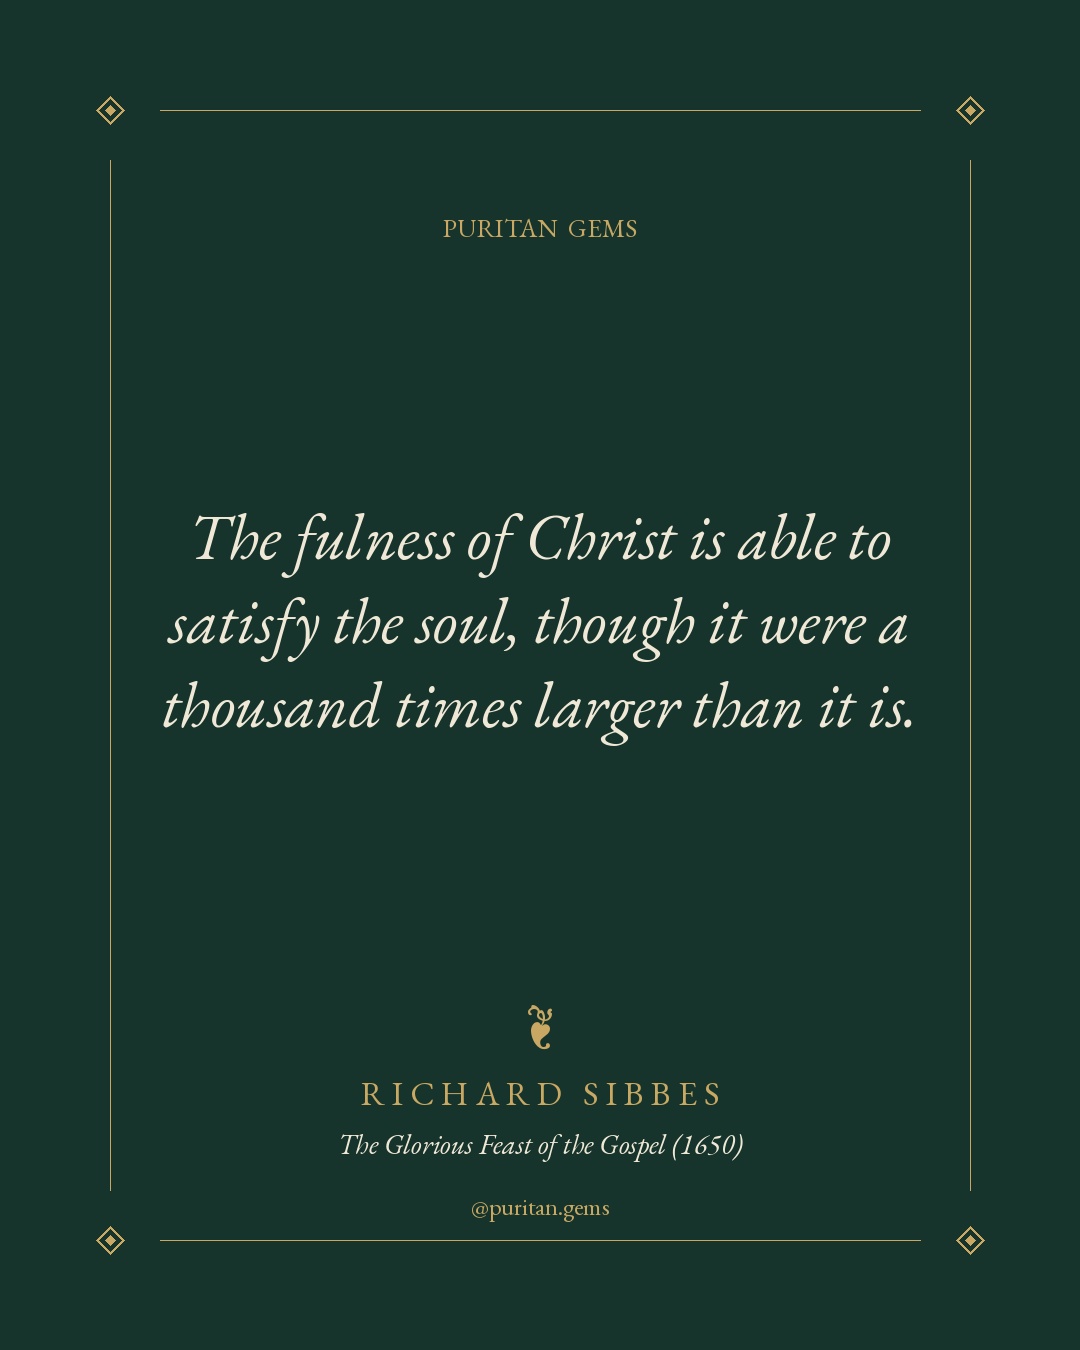 PURITAN GEMS
The fulness of Christ is able to
satisfy the soul, though it were a
thousand times larger than it is.
RICHARD SIBBES
The Glorious Feast of the Gospel (1650)
@puritan.gems